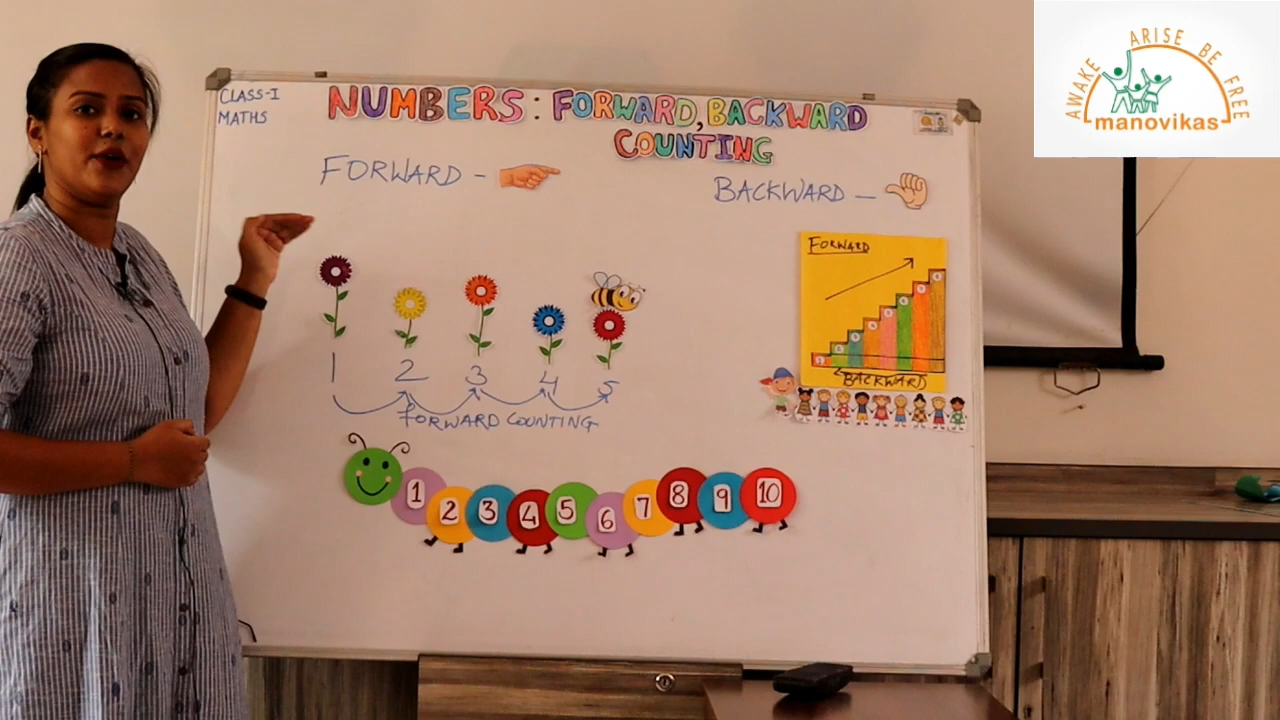 CLASS-I
MATHS
NUMBERS: FORWARD, BACKWARD
COUNTING
FORWARD -
BACKWARD -
FORWARD
BACKWARD
1 2 3 4 5
FORWARD COUNTING
1 2 3 4 5 6 7 8 9 10
AWAKE ARISE BE FREE
manovikas